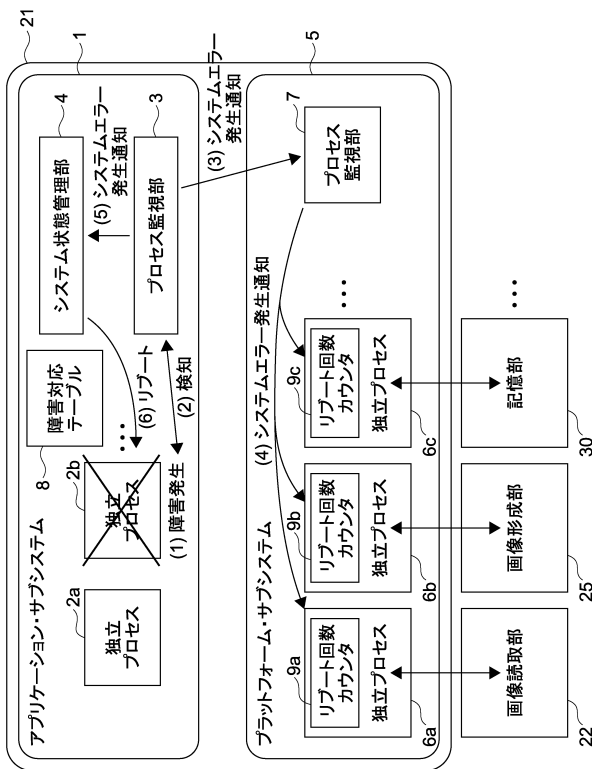 21
1
アプリケーション・サブシステム
8
障害対応
テーブル
システム状態管理部
4
(5) システムエラー
発生通知
プロセス監視部
3
2a
独立
プロセス
2b
独立
プロセス
…
(6) リブート
(2) 検知
(1) 障害発生
(3) システムエラー
発生通知
5
プラットフォーム・サブシステム
(4) システムエラー発生通知
7
プロセス
監視部
9a
リブート回数
カウンタ
独立プロセス
6a
9b
リブート回数
カウンタ
独立プロセス
6b
9c
リブート回数
カウンタ
独立プロセス
6c
…
画像読取部
22
画像形成部
25
記憶部
30
…